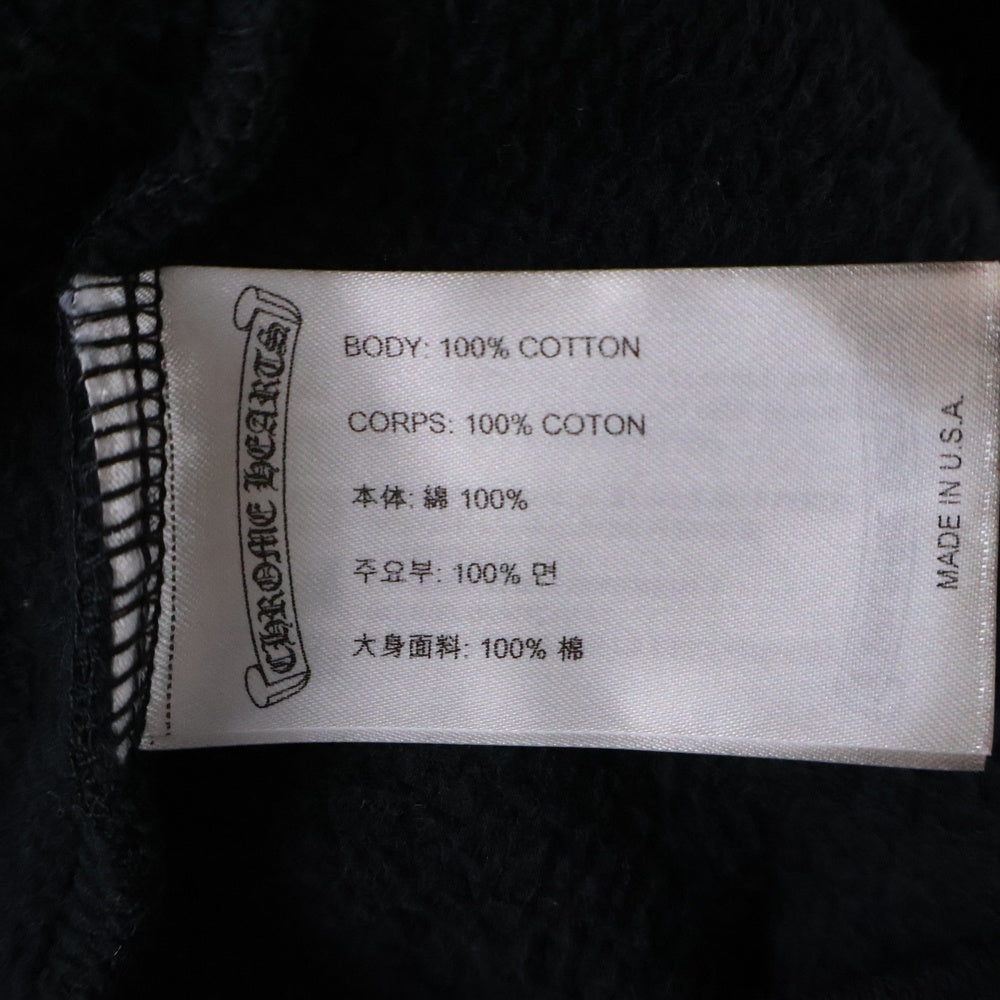 CHROME HEARTS
BODY: 100% COTTON
CORPS: 100% COTON
本体: 綿 100%
주요부: 100% 면
大身面料: 100% 棉
MADE IN U.S.A.